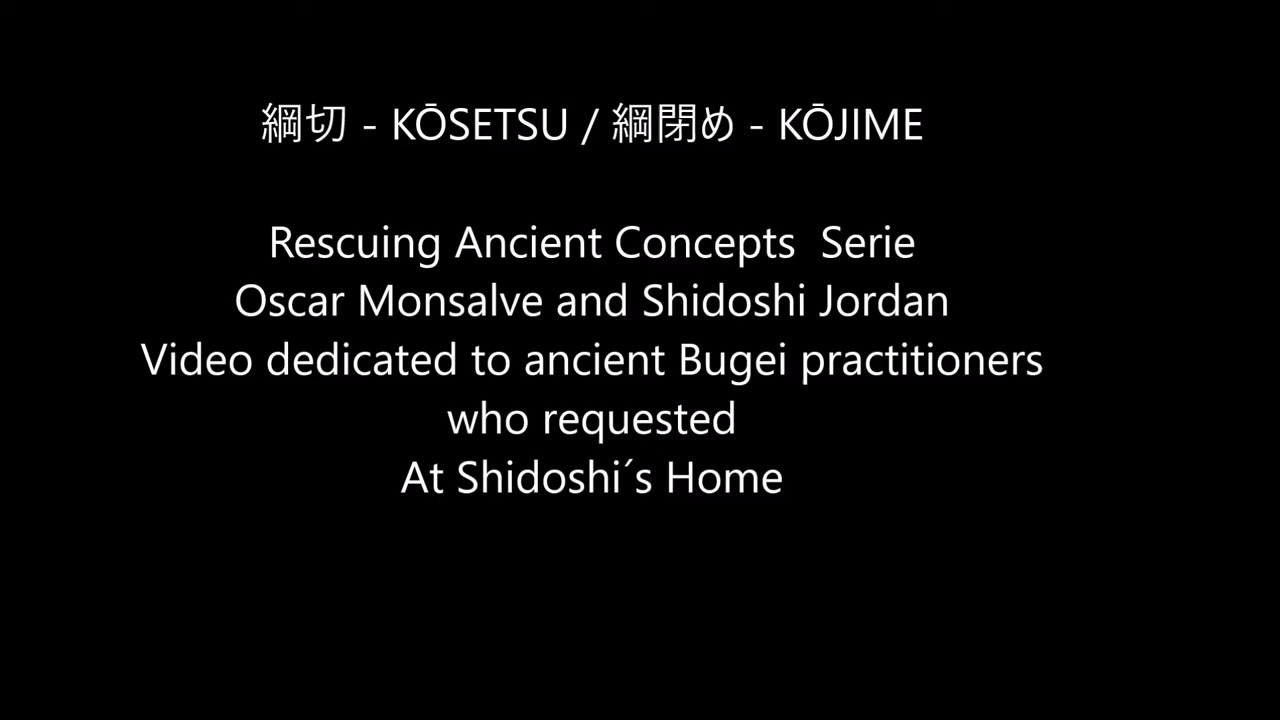 綱切 - KŌSETSU / 綱閉め - KŌJIME
Rescuing Ancient Concepts  Serie
Oscar Monsalve and Shidoshi Jordan
Video dedicated to ancient Bugei practitioners
who requested
At Shidoshi´s Home